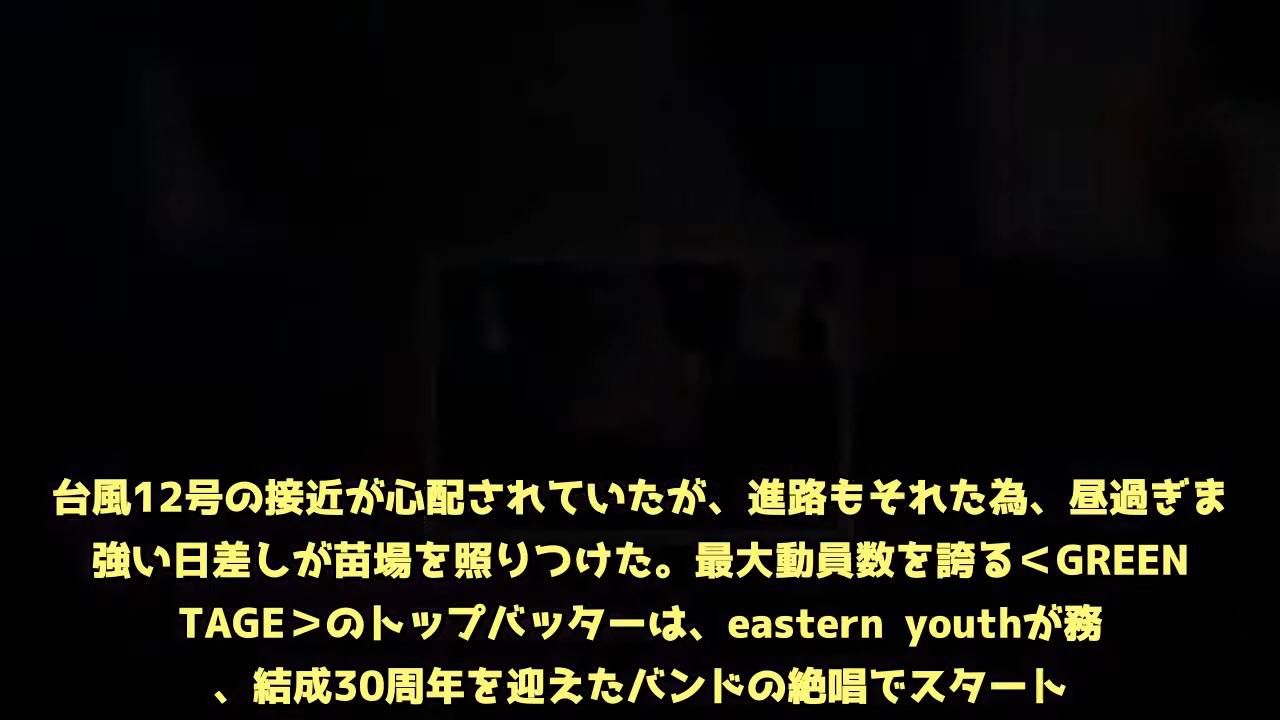 台風12号の接近が心配されていたが、進路もそれた為、昼過ぎま
強い日差しが苗場を照りつけた。最大動員数を誇る＜GREEN
TAGE＞のトップバッターは、eastern youthが務
、結成30周年を迎えたバンドの絶唱でスタート